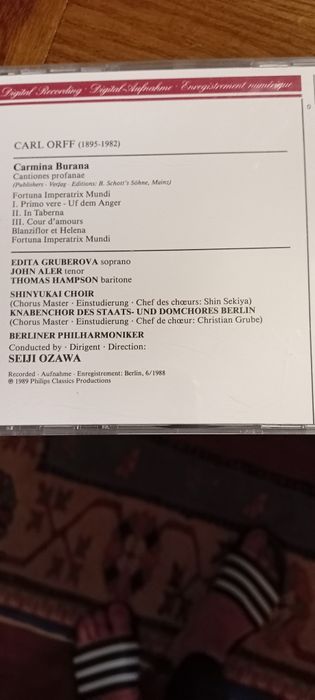 Digital Recording · Digital-Aufnahme · Enregistrement numérique
CARL ORFF (1895-1982)
Carmina Burana
Cantiones profanae
(Publishers · Verlag · Editions: B. Schott's Söhne, Mainz)
Fortuna Imperatrix Mundi
I. Primo vere - Uf dem Anger
II. In Taberna
III. Cour d'amours
Blanziflor et Helena
Fortuna Imperatrix Mundi
EDITA GRUBEROVA soprano
JOHN ALER tenor
THOMAS HAMPSON baritone
SHINYUKAI CHOIR
(Chorus Master · Einstudierung · Chef des chœurs: Shin Sekiya)
KNABENCHOR DES STAATS- UND DOMCHORES BERLIN
(Chorus Master · Einstudierung · Chef de chœur: Christian Grube)
BERLINER PHILHARMONIKER
Conducted by · Dirigent · Direction:
SEIJI OZAWA
Recorded · Aufnahme · Enregistrement: Berlin, 6/1988
℗ 1989 Philips Classics Productions